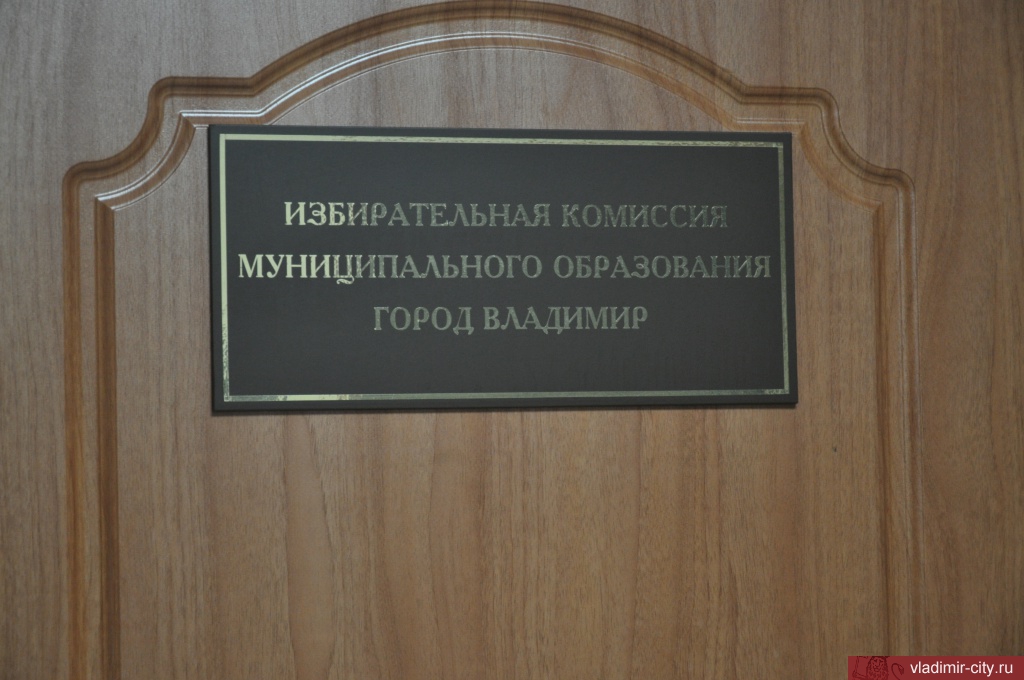 ИЗБИРАТЕЛЬНАЯ КОМИССИЯ
МУНИЦИПАЛЬНОГО ОБРАЗОВАНИЯ
ГОРОД ВЛАДИМИР
vladimir-city.ru